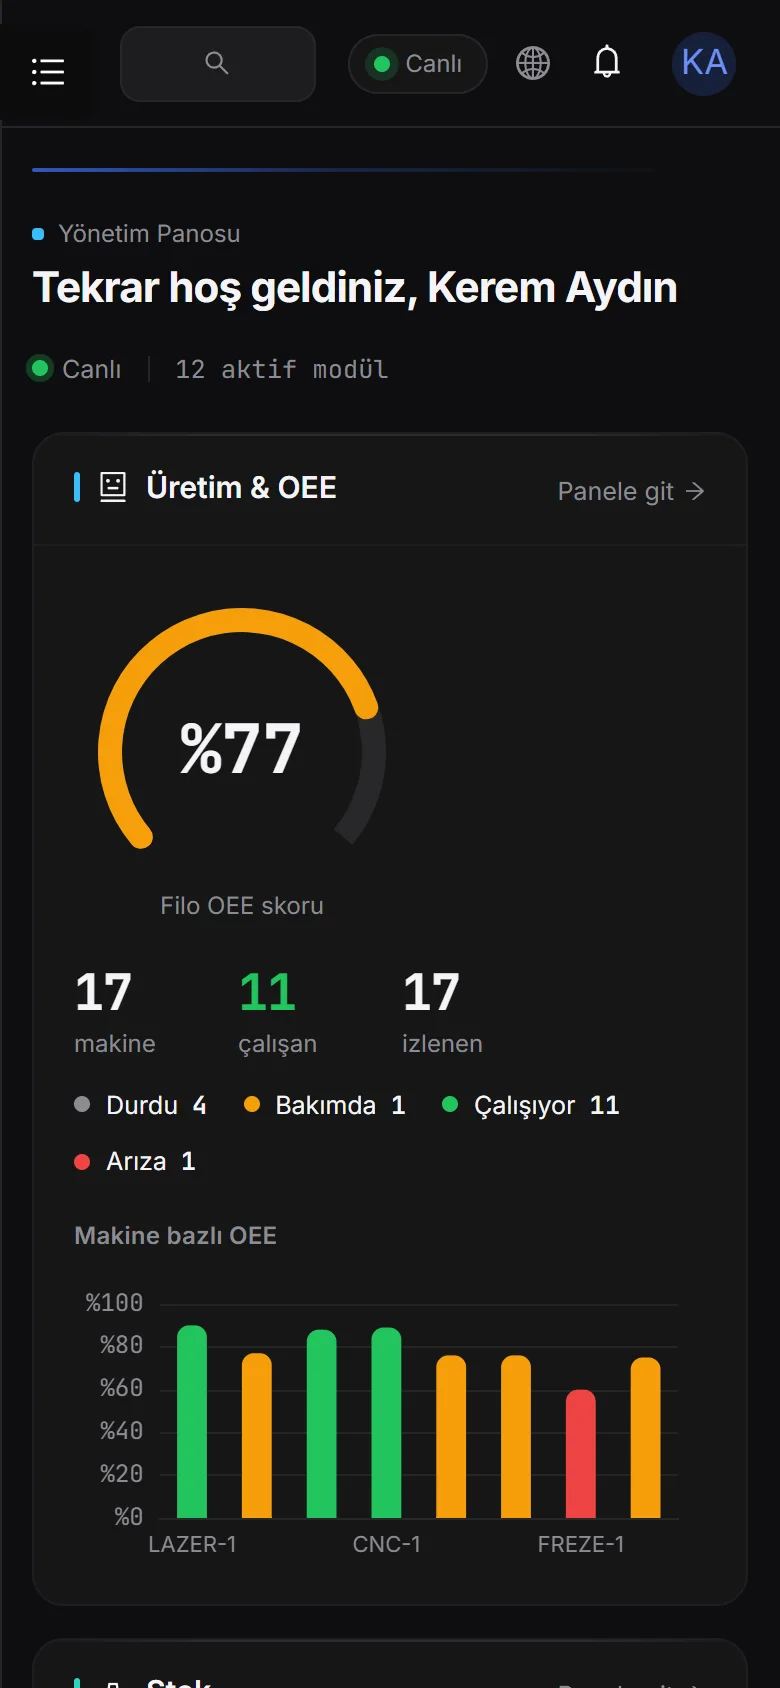 Canlı
KA
Yönetim Panosu
Tekrar hoş geldiniz, Kerem Aydın
Canlı
12 aktif modül
Üretim & OEE
Panele git →
%77
Filo OEE skoru
17 11 17
makine çalışan izlenen
Durdu 4 Bakımda 1 Çalışıyor 11
Arıza 1
Makine bazlı OEE
%100
%80
%60
%40
%20
%0
LAZER-1 CNC-1 FREZE-1